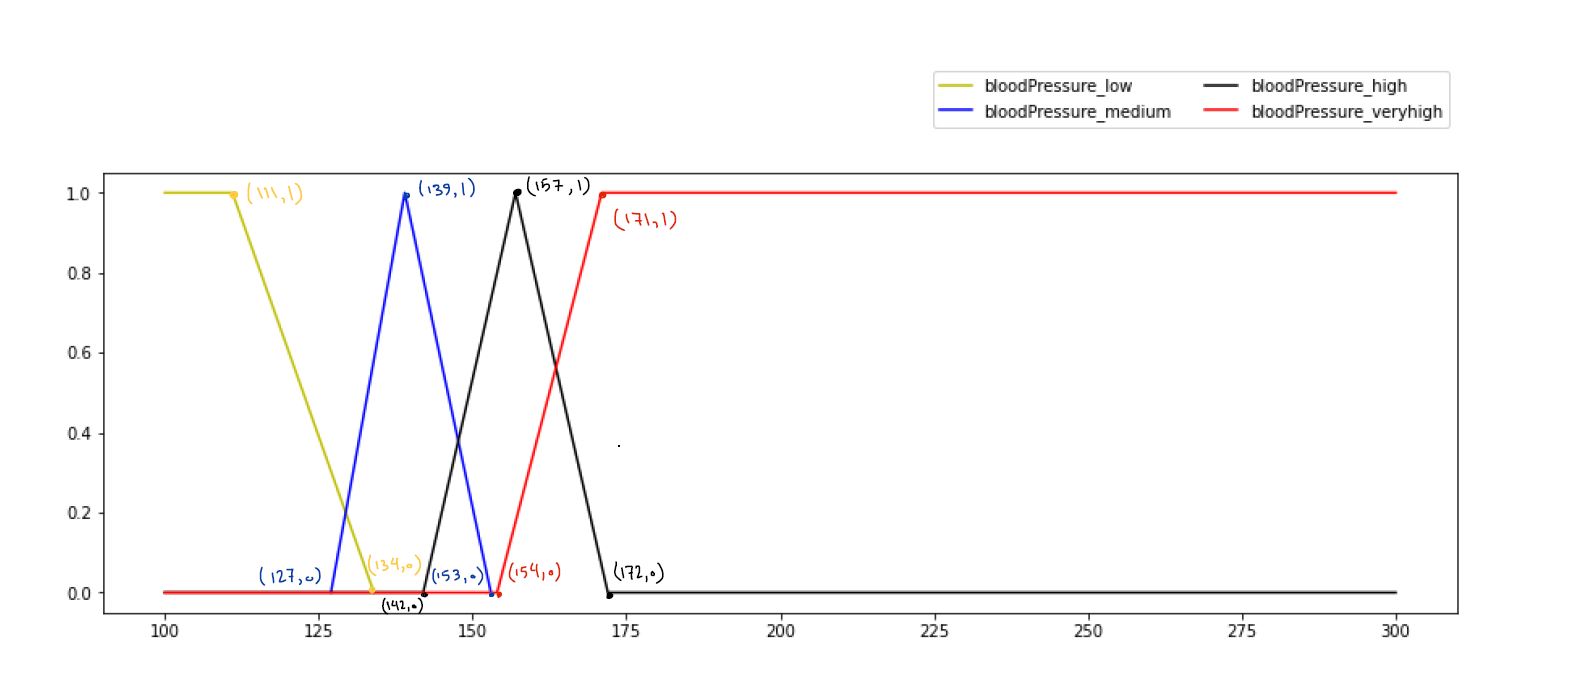 bloodPressure_low bloodPressure_high
bloodPressure_medium bloodPressure_veryhigh
1.0 (111,1) (139,1) (157,1)
(171,1)
0.8
0.6
0.4
0.2
(127,0) (134,0) (153,0) (154,0) (172,0)
0.0
(142,0)
100 125 150 175 200 225 250 275 300